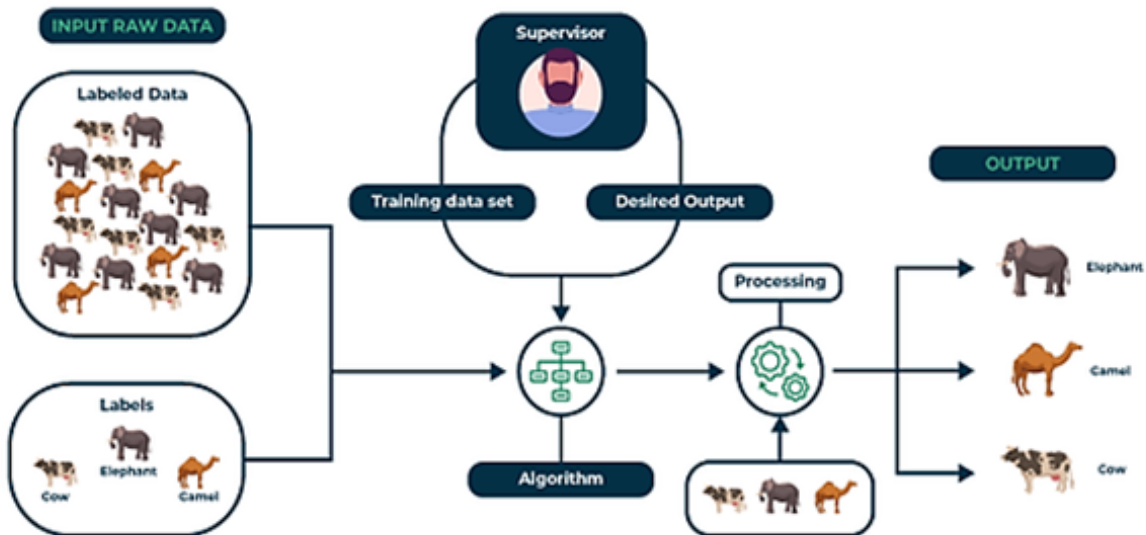 INPUT RAW DATA
Labeled Data
Supervisor
Training data set
Desired Output
OUTPUT
Processing
Elephant
Camel
Cow
Labels
Elephant
Cow
Camel
Algorithm